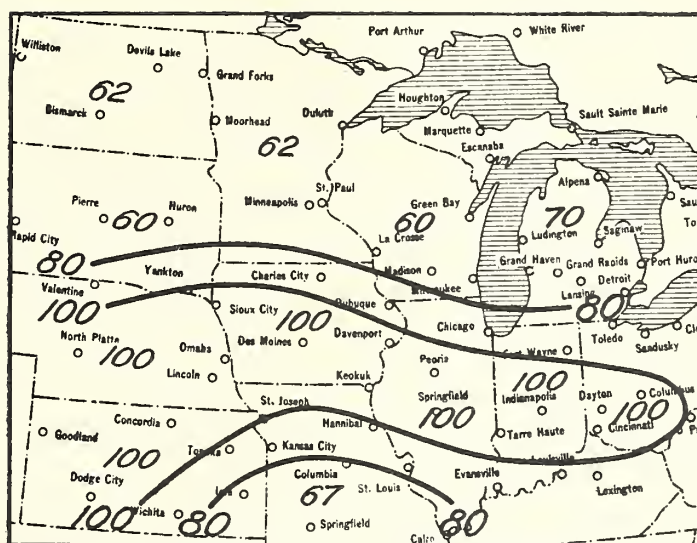 Port Arthur White River
Williston Devils Lake
Grand Forks
62
Bismarck Houghton
Moorhead Duluth Sault Sainte Marie
Marquette
62 Escanaba
Alpena
St. Paul
Pierre Huron Minneapolis Green Bay
60 60 70
Rapid City La Crosse Ludington Saginaw
80 Yankton Charles City Madison Grand Haven Grand Rapids Port Huro
Valentine Milwaukee Detroit
Lansing
100 Sioux City Dubuque 80
100 Chicago Toledo
North Platte Des Moines Davenport Sandusky
100 Omaha Peoria Fort Wayne
Lincoln Keokuk 100
Springfield Indianapolis Dayton Columbus
St. Joseph 100 100
Concordia Hannibal Cincinnati
Goodland Topeka Kansas City Terre Haute
100 Louisville
Dodge City Columbia Evansville
Iola 67 St. Louis Lexington
100 Wichita 80 80
Springfield Cairo